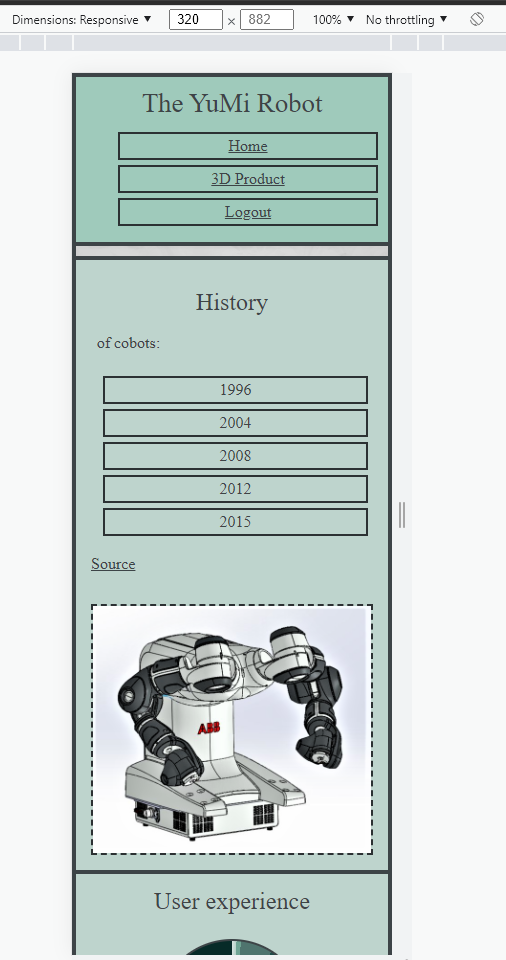 Dimensions: Responsive ▼ 320 × 882 100% ▼ No throttling ▼
The YuMi Robot
Home
3D Product
Logout
History
of cobots:
1996
2004
2008
2012
2015
Source
ABB
User experience